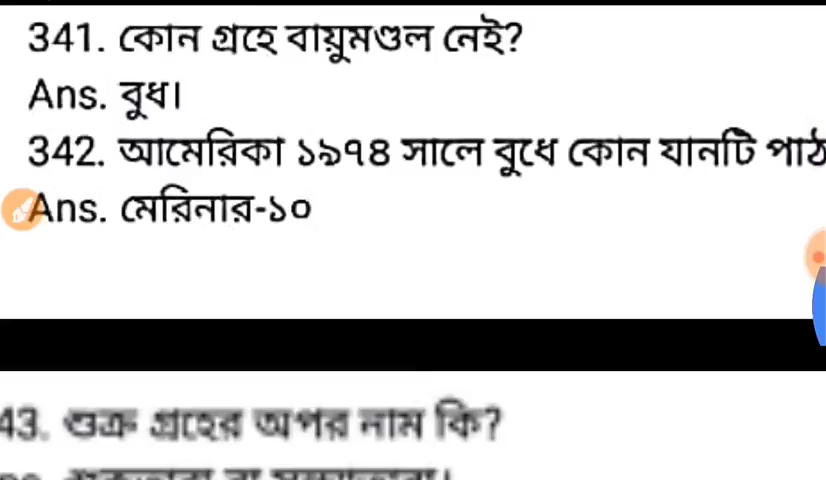 341. কোন গ্রহে বায়ুমণ্ডল নেই?
Ans. বুধ।
342. আমেরিকা ১৯৭৪ সালে বুধে কোন যানটি
Ans. মেরিনার-১০
43. শুক্র গ্রহের অপর নাম কি?